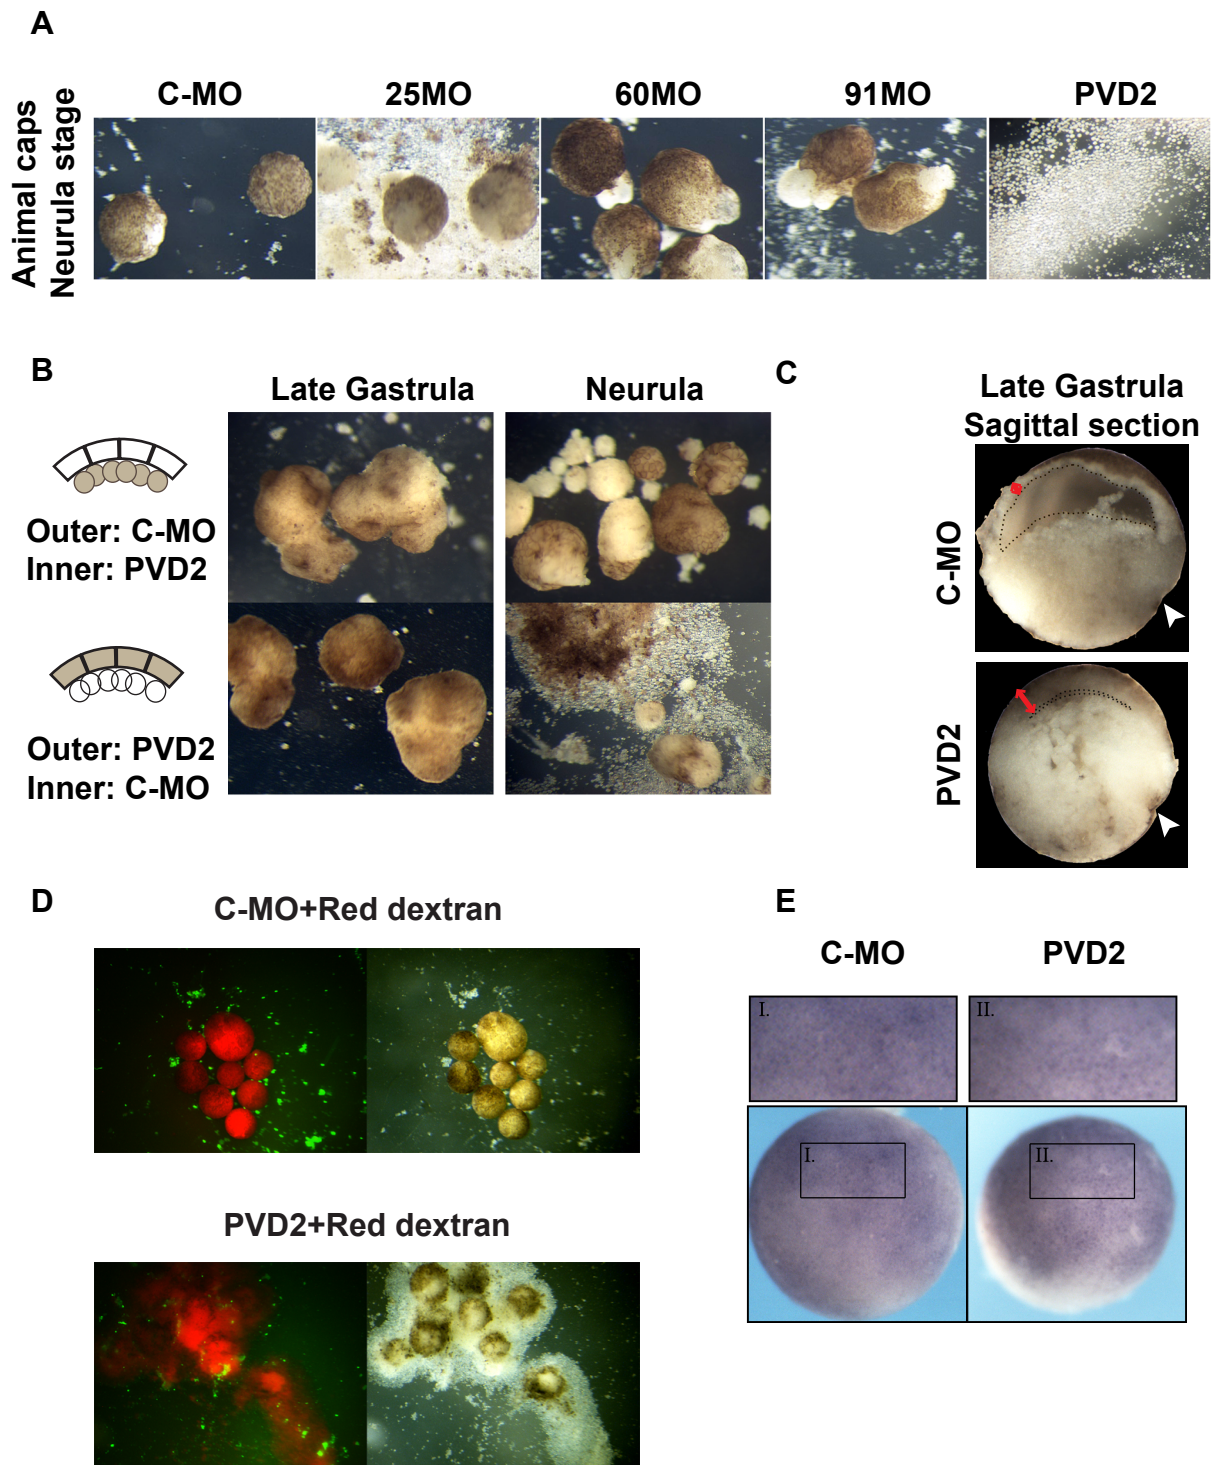 A
C-MO 25MO 60MO 91MO PVD2
Animal caps
Neurula stage
B
Late Gastrula Neurula
Outer: C-MO
Inner: PVD2
Outer: PVD2
Inner: C-MO
C
Late Gastrula
Sagittal section
C-MO
PVD2
D
C-MO+Red dextran
PVD2+Red dextran
E
C-MO PVD2
I. II.
I. II.